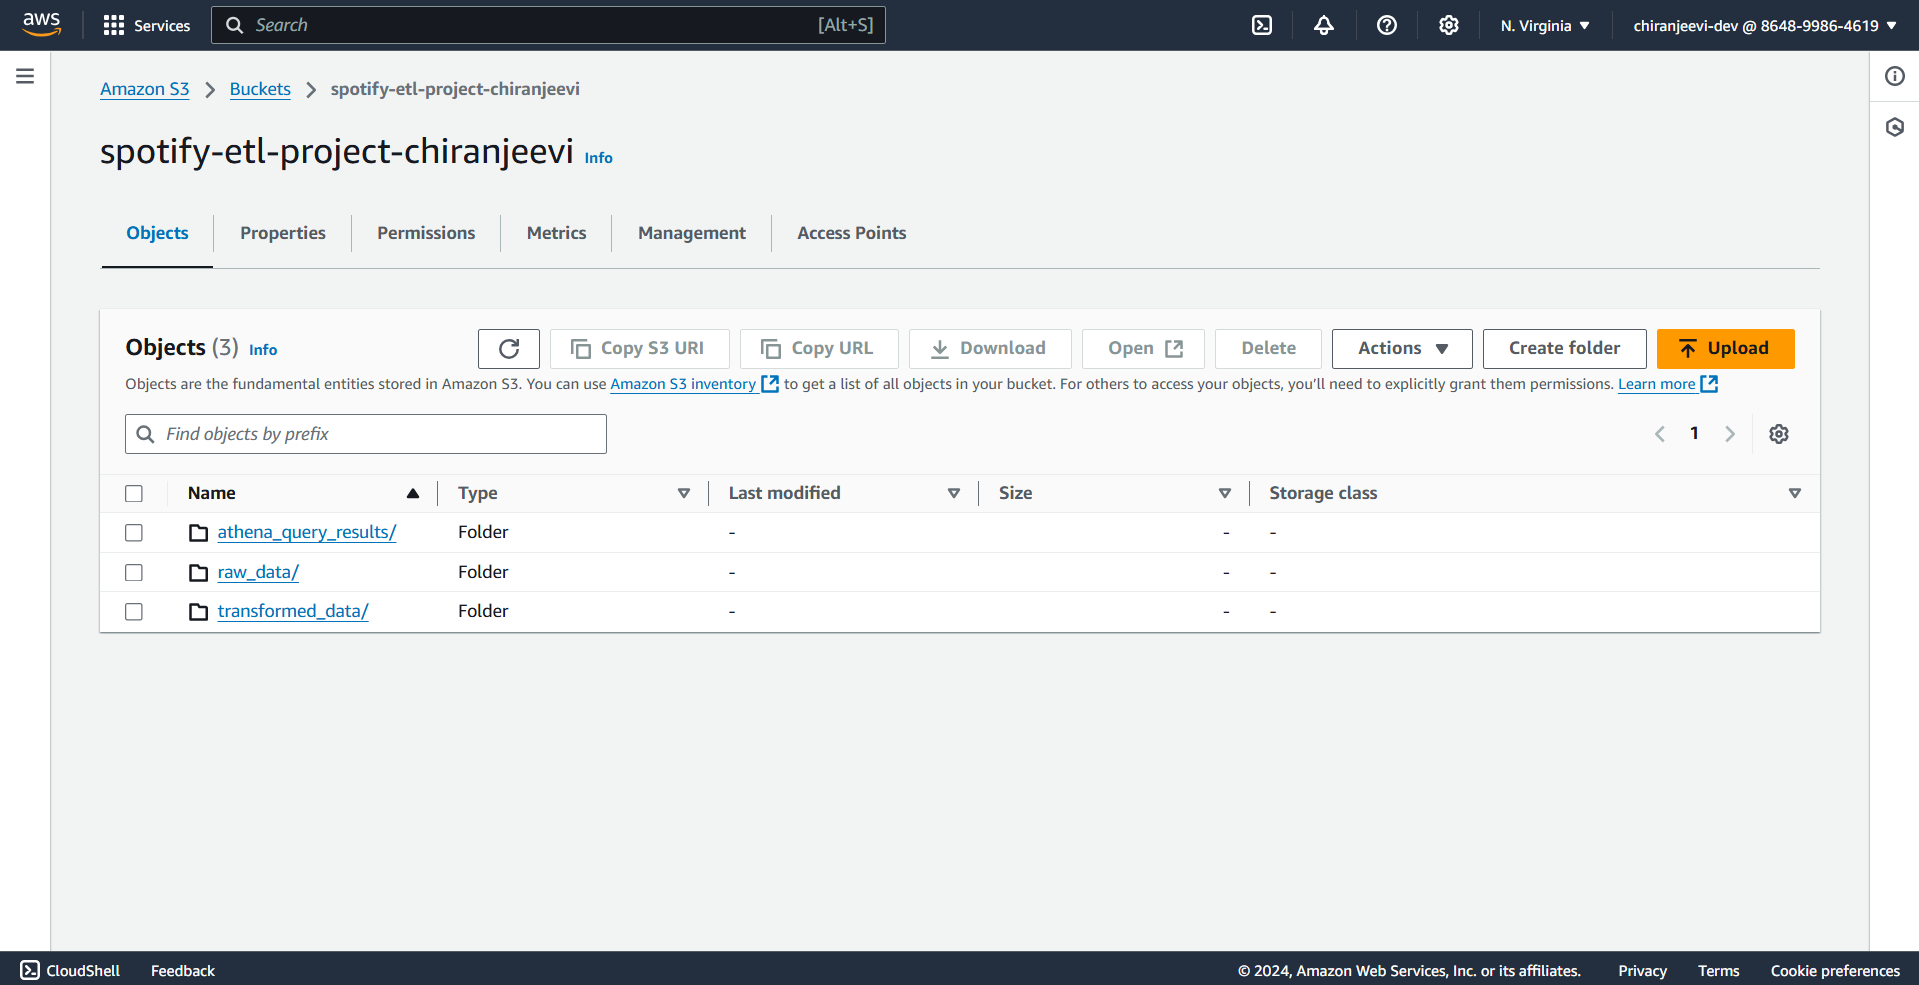 aws Services Search [Alt+S] N. Virginia chiranjeevi-dev @ 8648-9986-4619
Amazon S3 Buckets spotify-etl-project-chiranjeevi
spotify-etl-project-chiranjeevi Info
Objects Properties Permissions Metrics Management Access Points
Objects (3) Info Copy S3 URI Copy URL Download Open Delete Actions Create folder Upload
Objects are the fundamental entities stored in Amazon S3. You can use Amazon S3 inventory to get a list of all objects in your bucket. For others to access your objects, you’ll need to explicitly grant them permissions. Learn more
Find objects by prefix 1
Name Type Last modified Size Storage class
athena_query_results/ Folder - - -
raw_data/ Folder - - -
transformed_data/ Folder - - -
CloudShell Feedback © 2024, Amazon Web Services, Inc. or its affiliates. Privacy Terms Cookie preferences